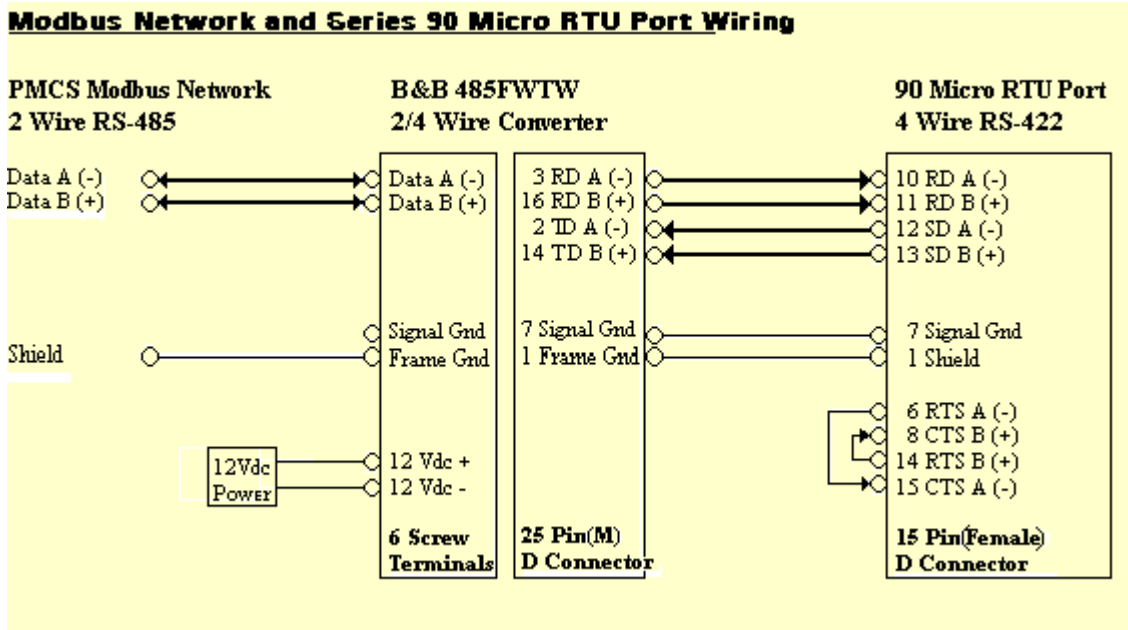 Modbus Network and Series 90 Micro RTU Port Wiring
PMCS Modbus Network
2 Wire RS-485
B&B 485FWTW
2/4 Wire Converter
90 Micro RTU Port
4 Wire RS-422
Data A (-)
Data B (+)
Shield
12Vdc
Power
Data A (-)
Data B (+)
Signal Gnd
Frame Gnd
12 Vdc +
12 Vdc -
6 Screw
Terminals
3 RD A (-)
16 RD B (+)
2 TD A (-)
14 TD B (+)
7 Signal Gnd
1 Frame Gnd
25 Pin(M)
D Connector
10 RD A (-)
11 RD B (+)
12 SD A (-)
13 SD B (+)
7 Signal Gnd
1 Shield
6 RTS A (-)
8 CTS B (+)
14 RTS B (+)
15 CTS A (-)
15 Pin(Female)
D Connector